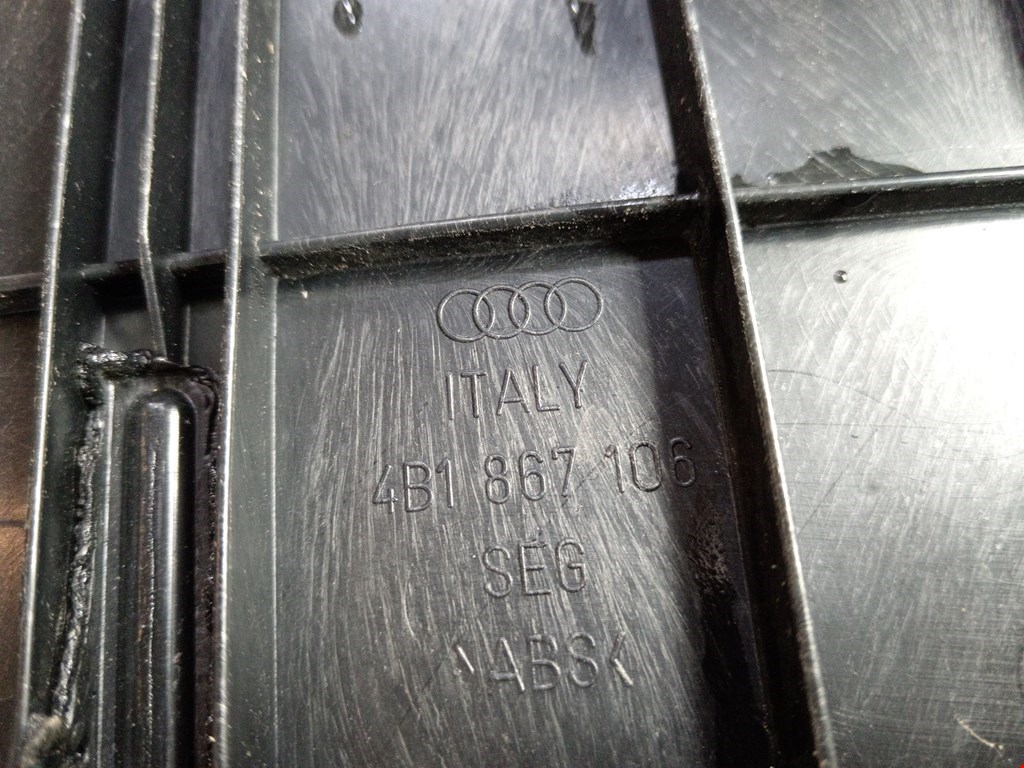 ITALY
4B1 867 106
SEG
>ABS<